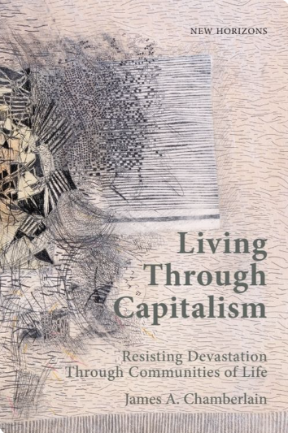 NEW HORIZONS
Living
Through
Capitalism
Resisting Devastation
Through Communities of Life
James A. Chamberlain